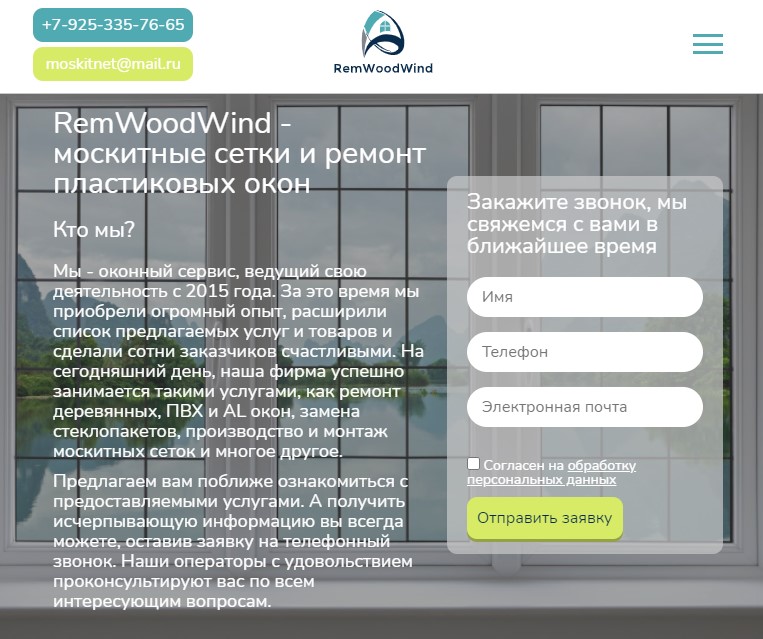 +7-925-335-76-65
moskitnet@mail.ru
RemWoodWind
RemWoodWind -
москитные сетки и ремонт
пластиковых окон
Кто мы?
Мы - оконный сервис, ведущий свою
деятельность с 2015 года. За это время мы
приобрели огромный опыт, расширили
список предлагаемых услуг и товаров и
сделали сотни заказчиков счастливыми. На
сегодняшний день, наша фирма успешно
занимается такими услугами, как ремонт
деревянных, ПВХ и AL окон, замена
стеклопакетов, производство и монтаж
москитных сеток и многое другое.
Предлагаем вам поближе ознакомиться с
предоставляемыми услугами. А получить
исчерпывающую информацию вы всегда
можете, оставив заявку на телефонный
звонок. Наши операторы с удовольствием
проконсультируют вас по всем
интересующим вопросам.
Закажите звонок, мы
свяжемся с вами в
ближайшее время
Имя
Телефон
Электронная почта
Согласен на обработку
персональных данных
Отправить заявку